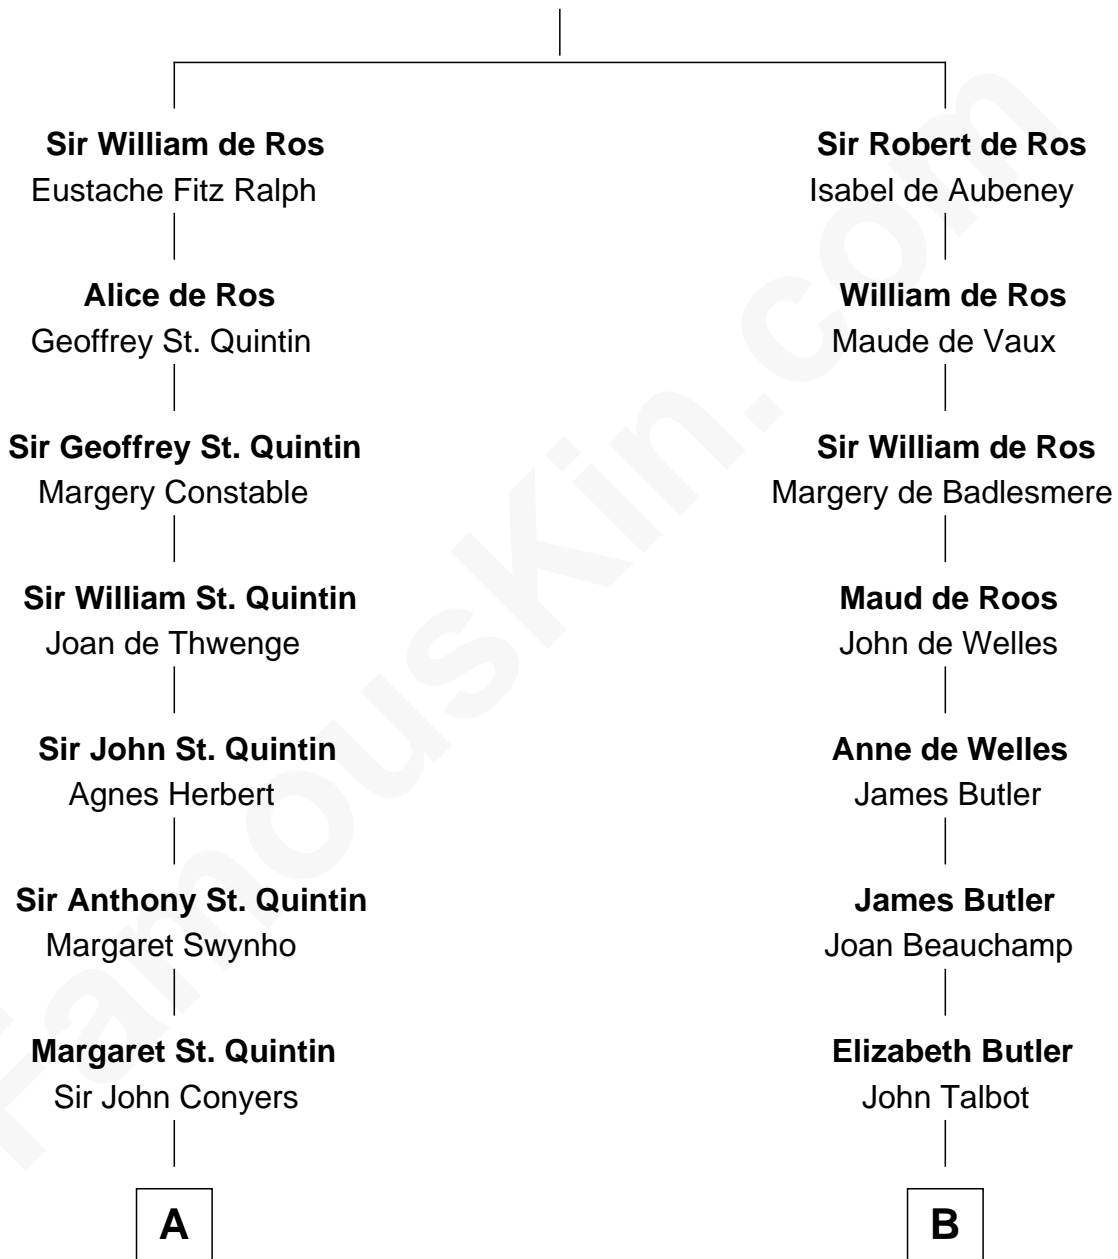 Sir William de Ros
Eustache Fitz Ralph
Alice de Ros
Geoffrey St. Quintin
Sir Geoffrey St. Quintin
Margery Constable
Sir William St. Quintin
Joan de Thwenge
Sir John St. Quintin
Agnes Herbert
Sir Anthony St. Quintin
Margaret Swynho
Margaret St. Quintin
Sir John Conyers
A
Sir Robert de Ros
Isabel de Aubeney
William de Ros
Maude de Vaux
Sir William de Ros
Margery de Badlesmere
Maud de Roos
John de Welles
Anne de Welles
James Butler
James Butler
Joan Beauchamp
Elizabeth Butler
John Talbot
B
FamousKin.com